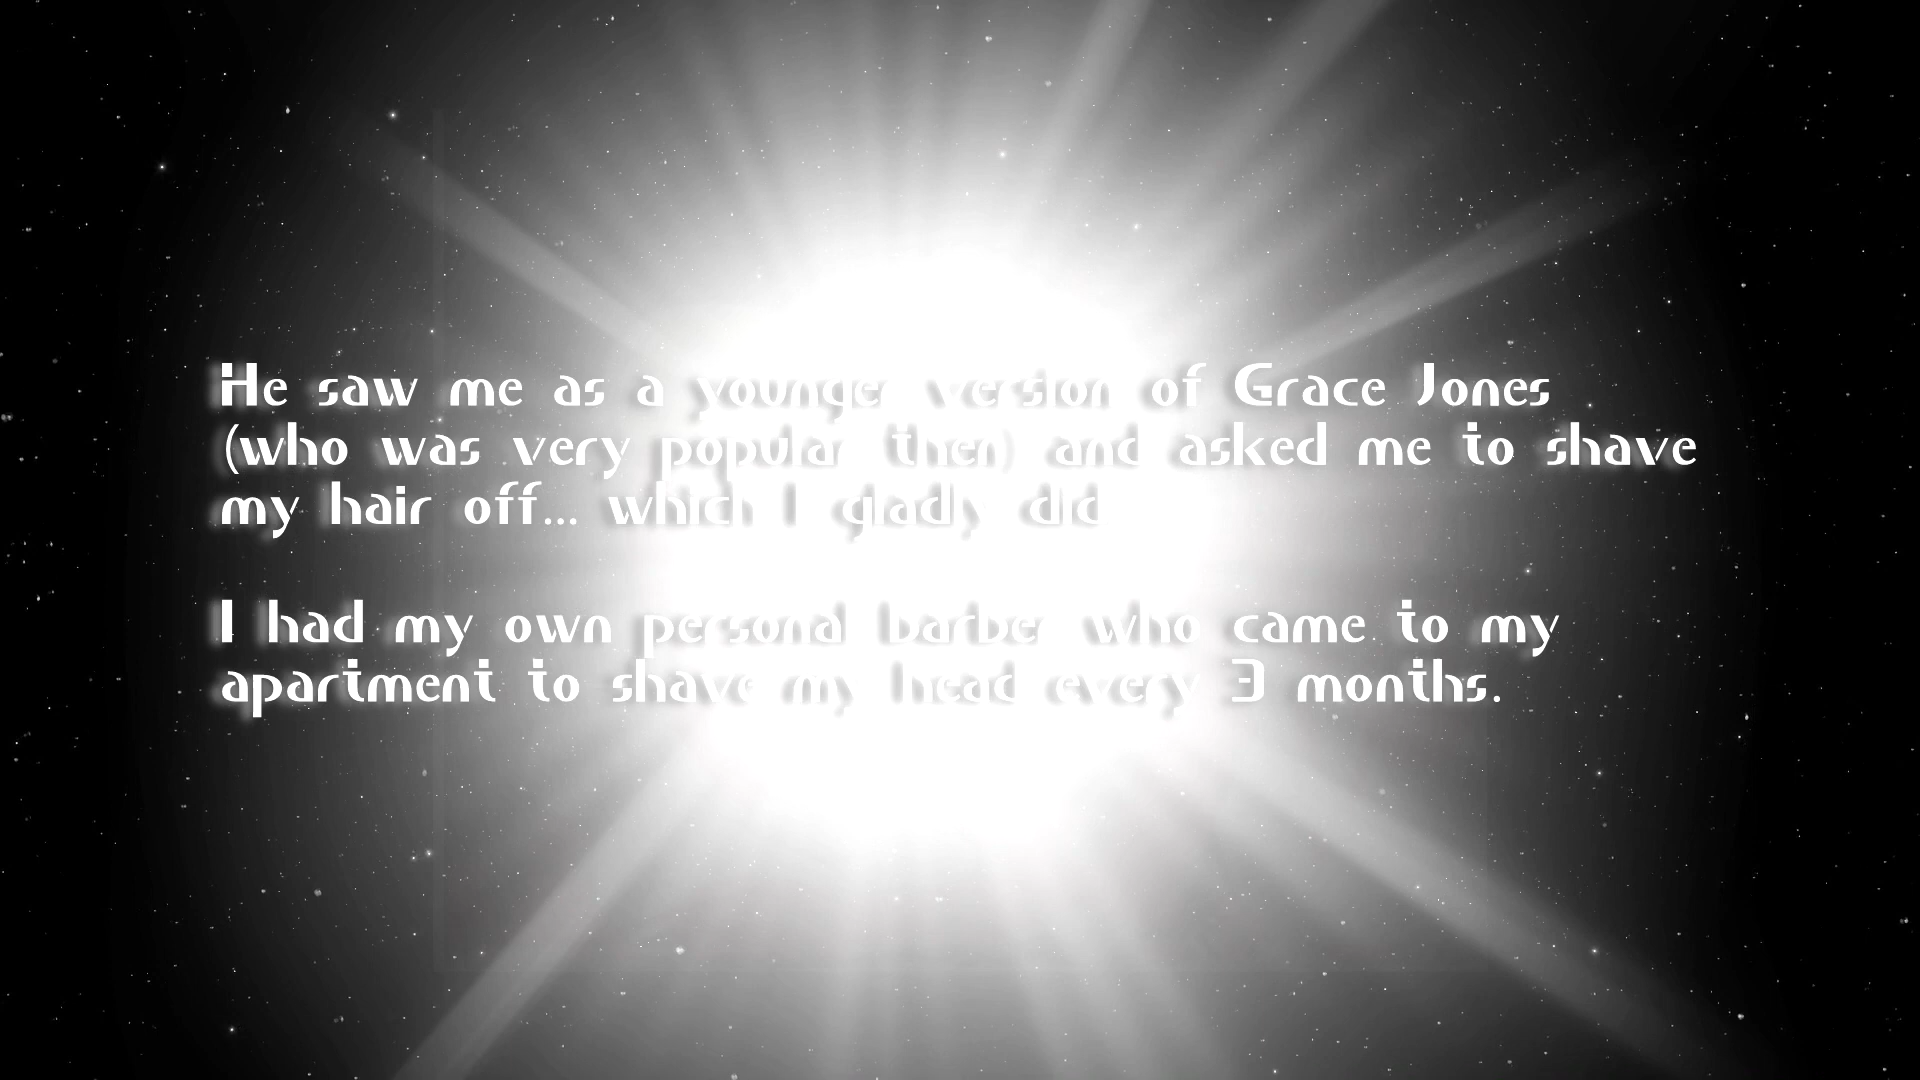 He saw me as a younger version of Grace Jones
(who was very popular then) and asked me to shave
my hair off... which I gladly did
I had my own personal barber who came to my
apartment to shave my head every 3 months.